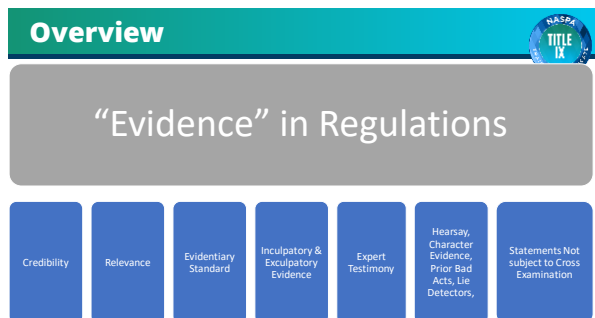 Overview
NASPA
TITLE
IX
“Evidence” in Regulations
Credibility
Relevance
Evidentiary
Standard
Inculpatory &
Exculpatory
Evidence
Expert
Testimony
Hearsay,
Character
Evidence,
Prior Bad
Acts, Lie
Detectors,
Statements Not
subject to Cross
Examination